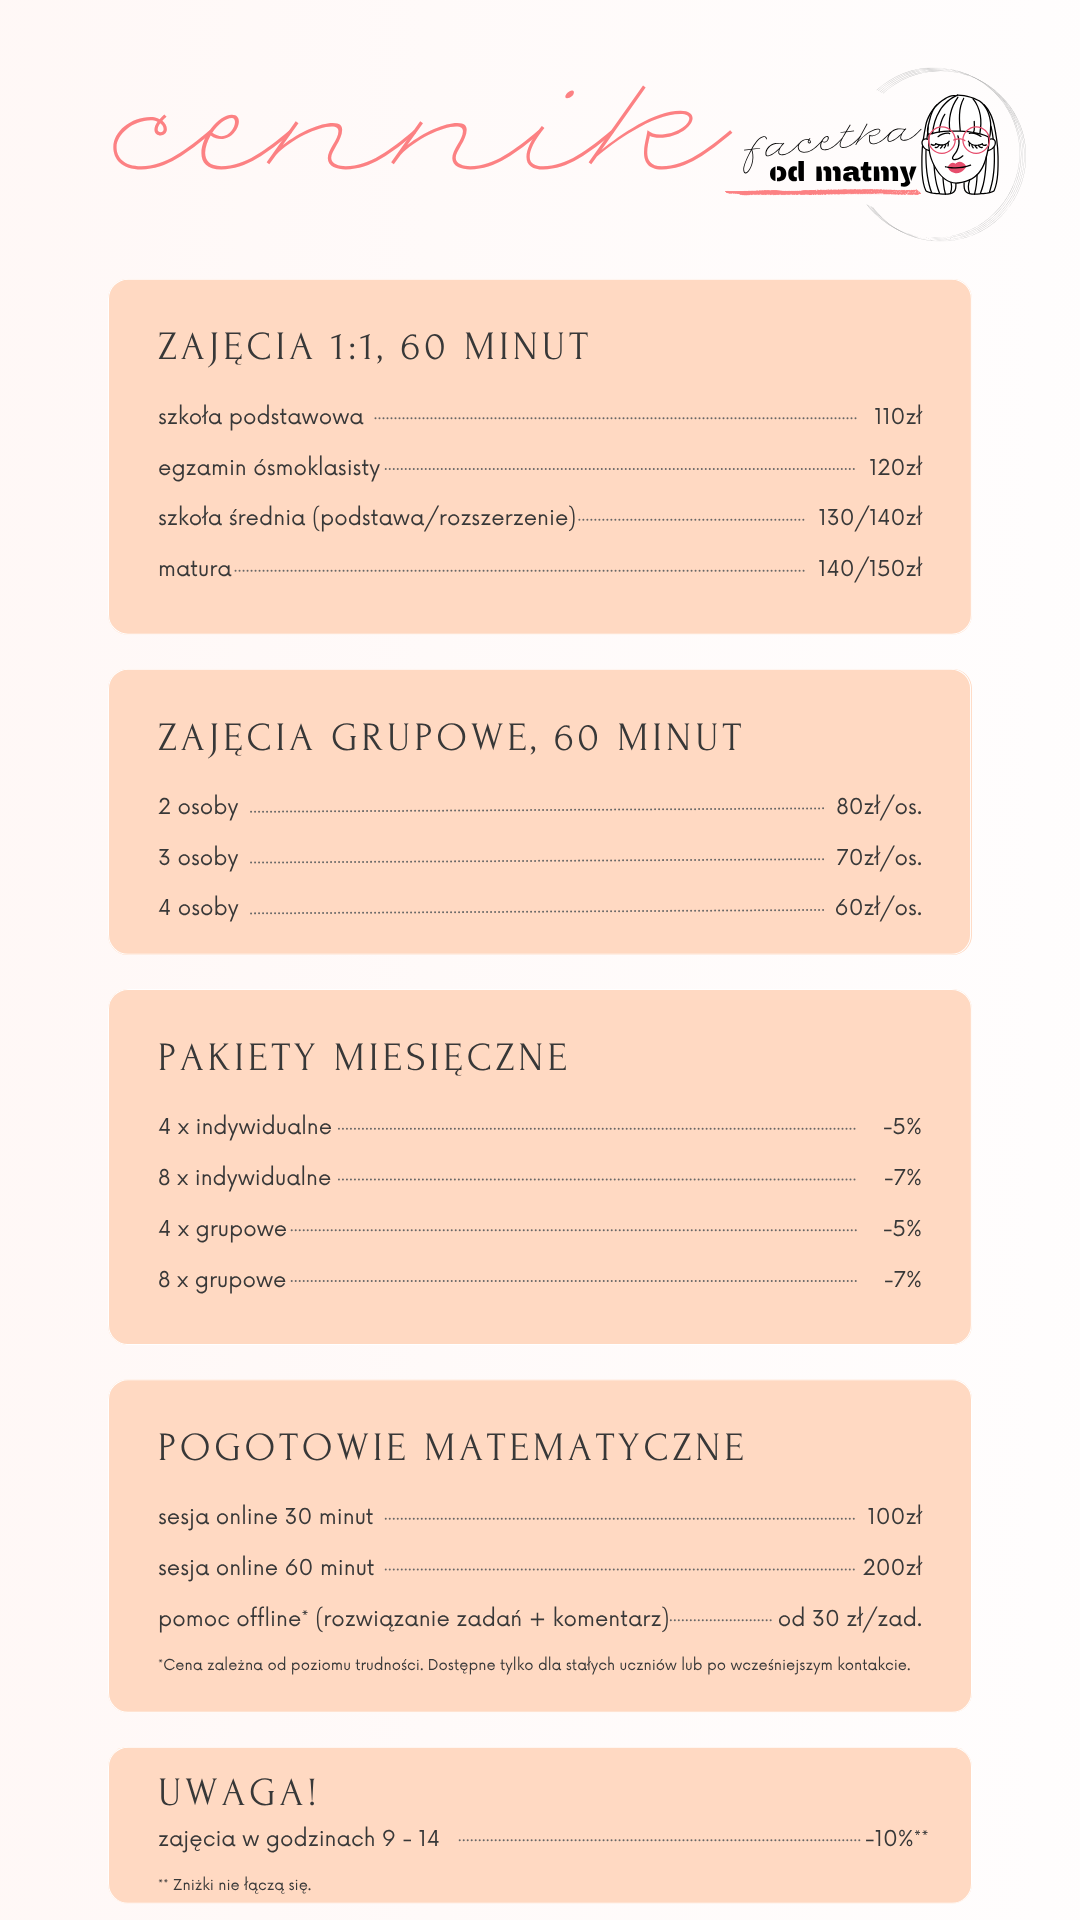 cennik
facetka
od matmy
ZAJĘCIA 1:1, 60 MINUT
szkoła podstawowa 110zł
egzamin ósmoklasisty 120zł
szkoła średnia (podstawa/rozszerzenie) 130/140zł
matura 140/150zł
ZAJĘCIA GRUPOWE, 60 MINUT
2 osoby 80zł/os.
3 osoby 70zł/os.
4 osoby 60zł/os.
PAKIETY MIESIĘCZNE
4 x indywidualne -5%
8 x indywidualne -7%
4 x grupowe -5%
8 x grupowe -7%
POGOTOWIE MATEMATYCZNE
sesja online 30 minut 100zł
sesja online 60 minut 200zł
pomoc offline* (rozwiązanie zadań + komentarz) od 30 zł/zad.
*Cena zależna od poziomu trudności. Dostępne tylko dla stałych uczniów lub po wcześniejszym kontakcie.
UWAGA!
zajęcia w godzinach 9 - 14 -10%**
** Zniżki nie łączą się.